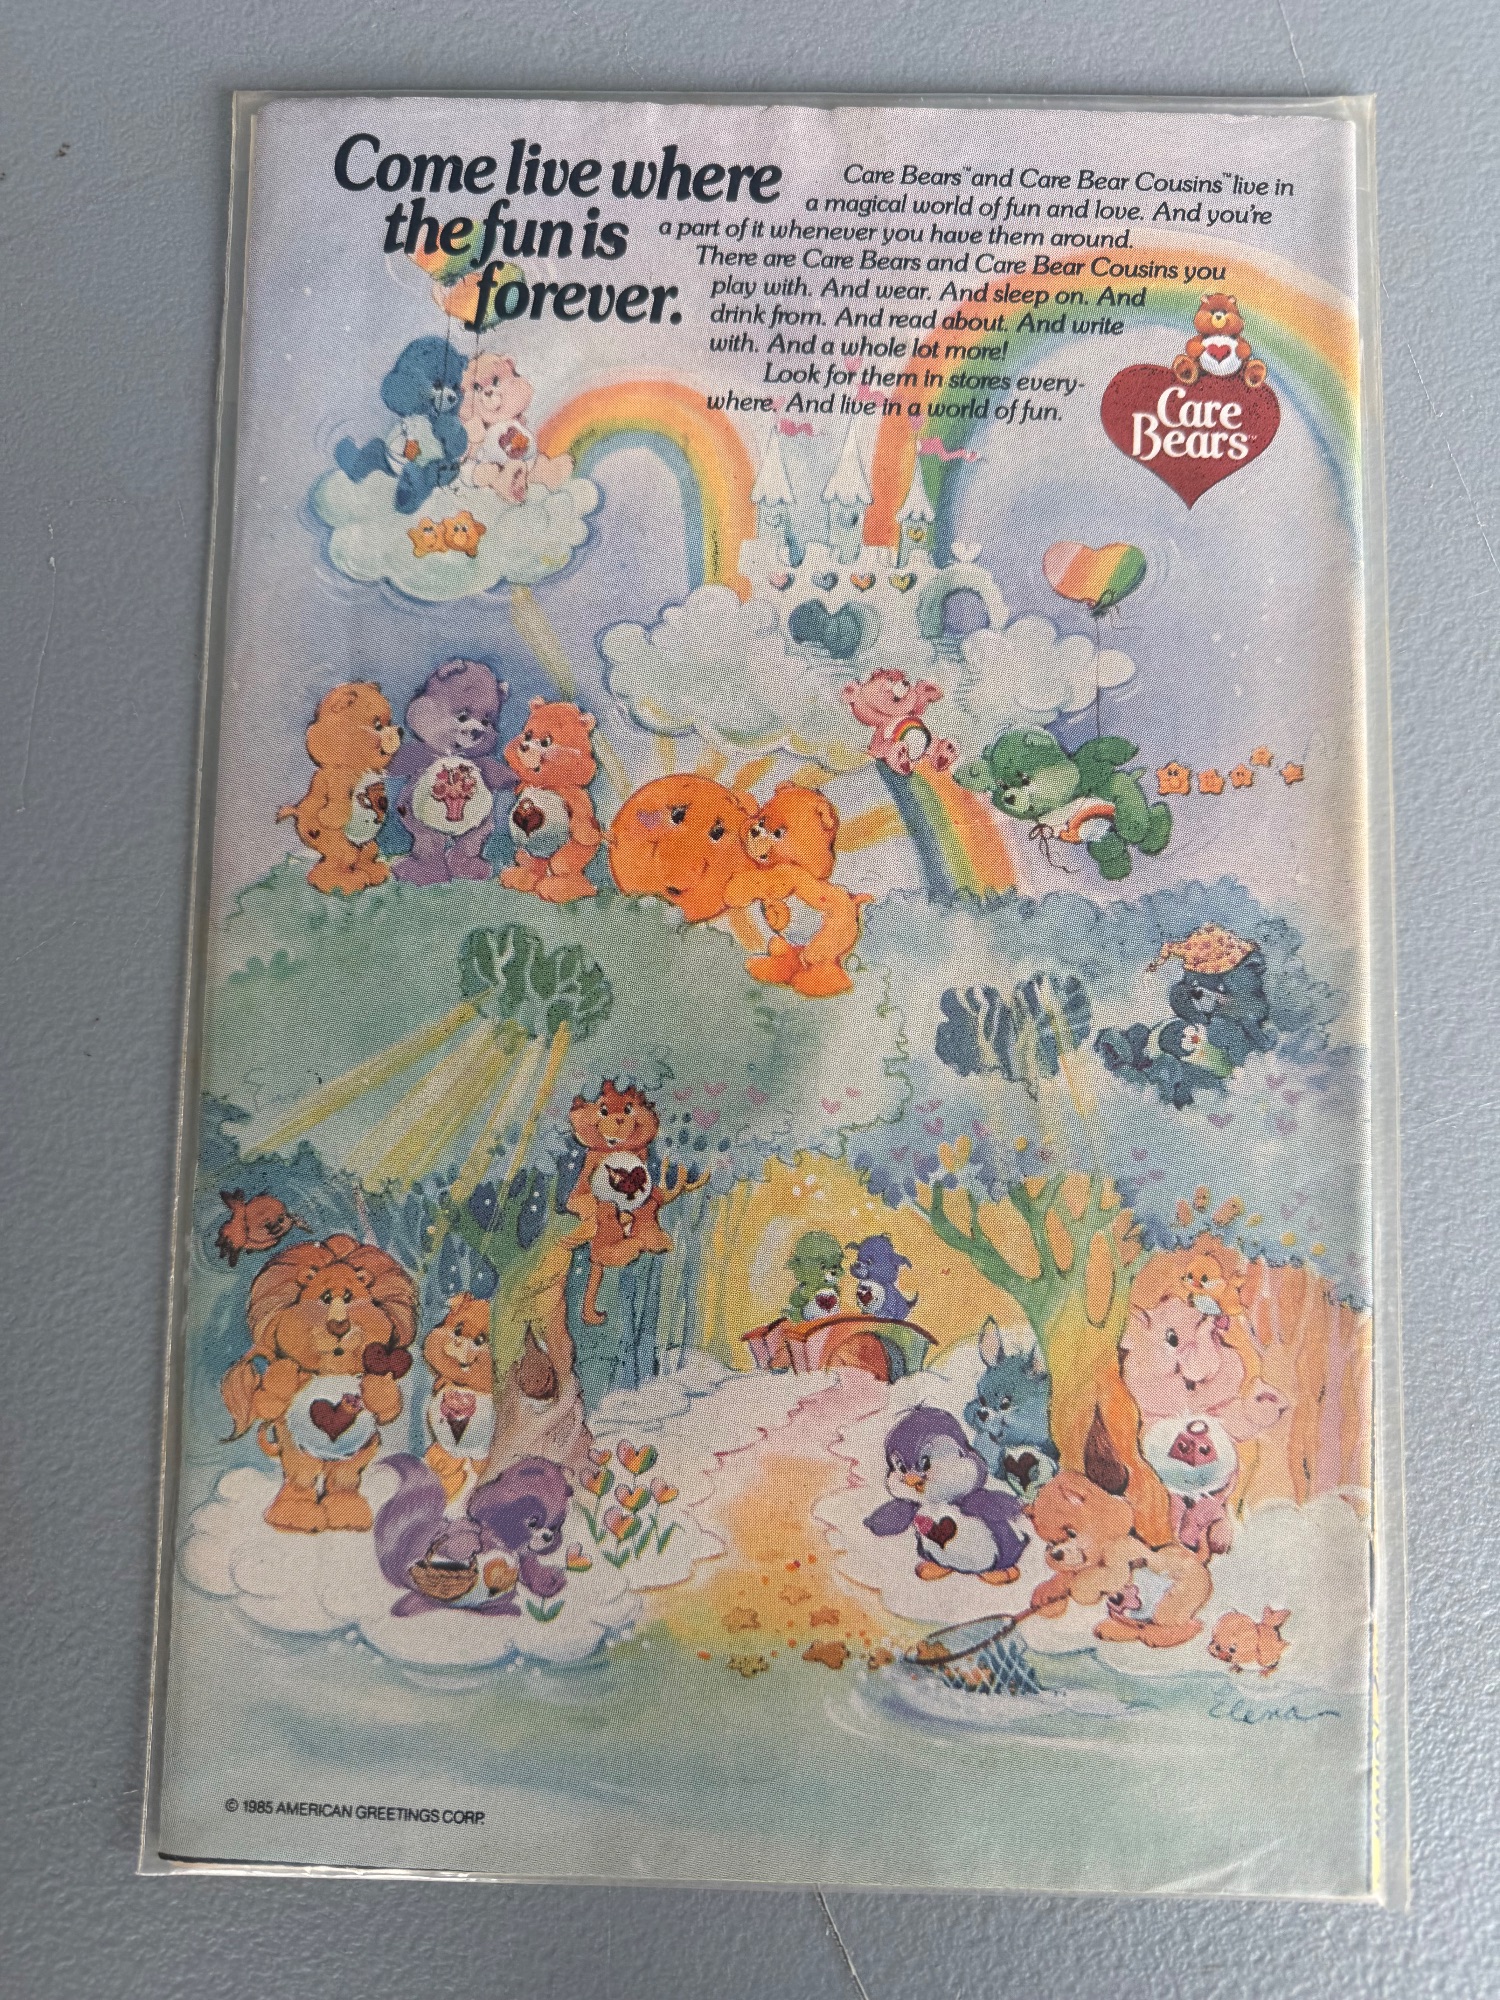 Come live where
the fun is
forever.
Care Bears™ and Care Bear Cousins™ live in
a magical world of fun and love. And you're
a part of it whenever you have them around.
There are Care Bears and Care Bear Cousins you
play with. And wear. And sleep on. And
drink from. And read about. And write
with. And a whole lot more!
Look for them in stores every-
where. And live in a world of fun.
Care
Bears™
Elena
© 1985 AMERICAN GREETINGS CORP.